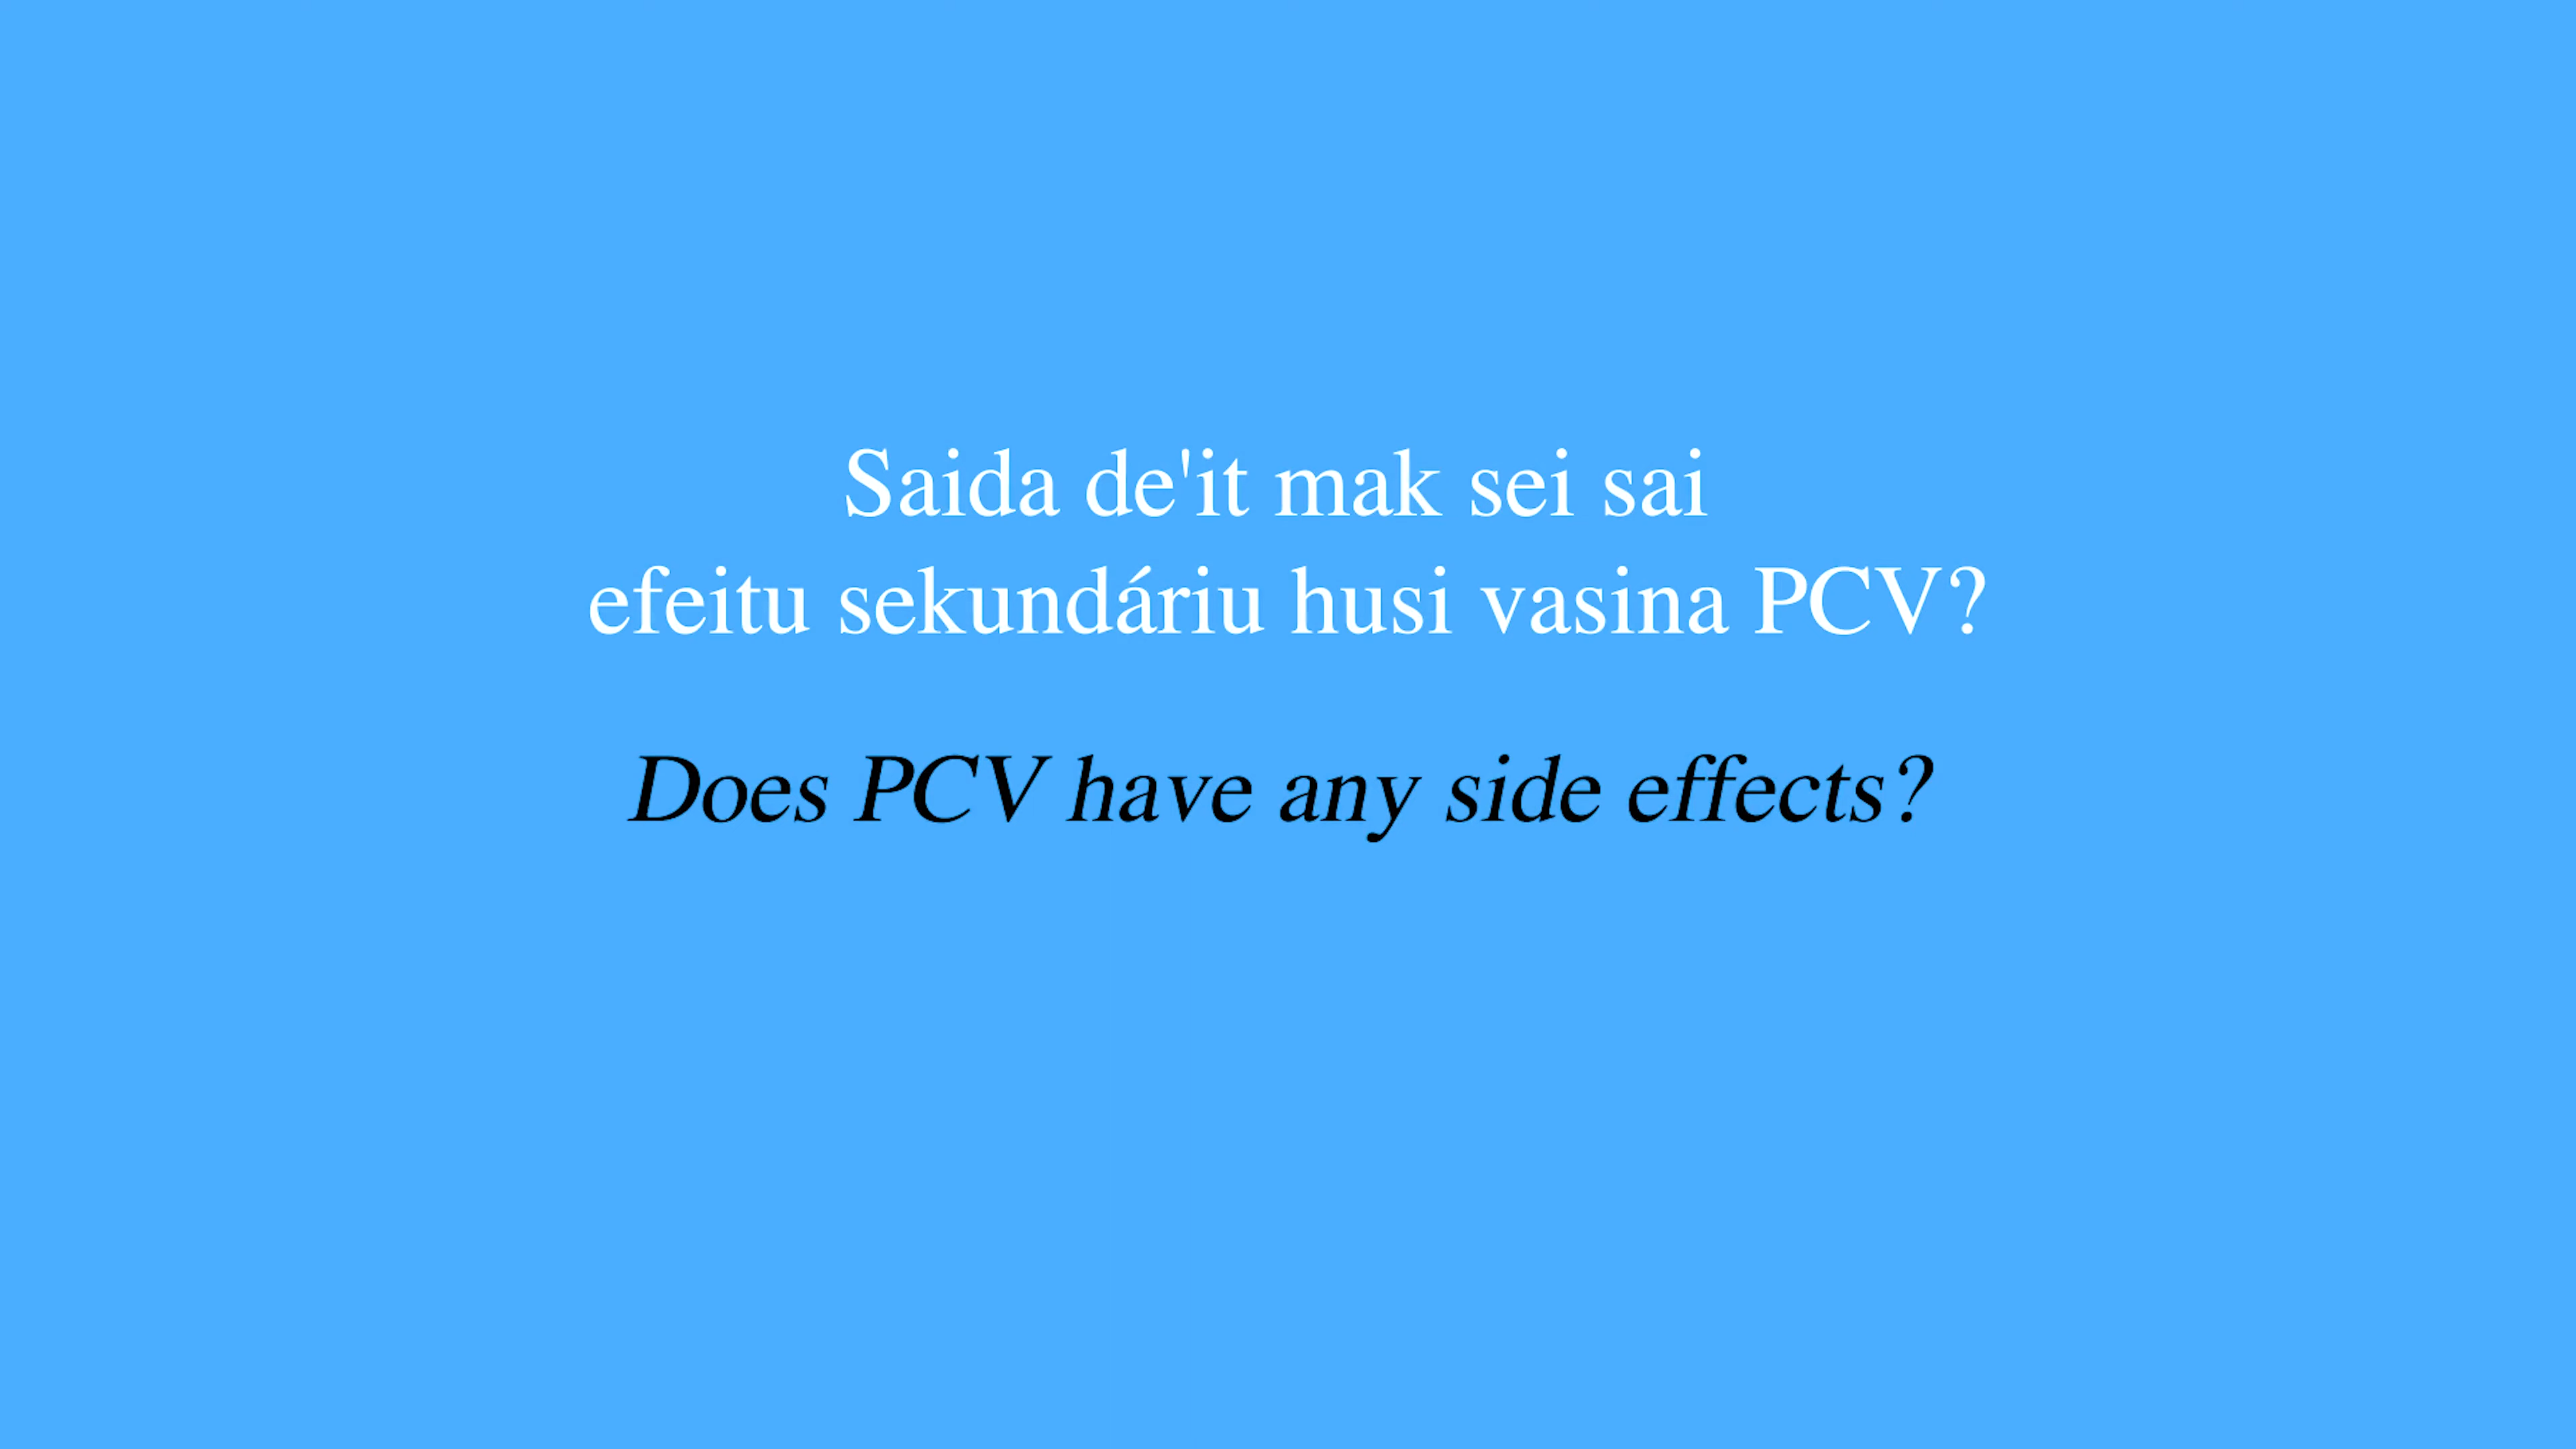 Saida de'it mak sei sai
efeitu sekundáriu husi vasina PCV?
Does PCV have any side effects?